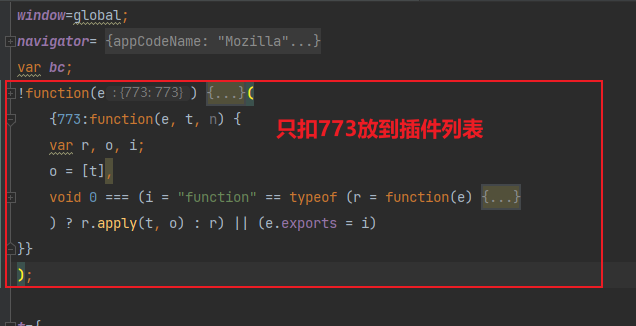 window=global;
navigator= {appCodeName: "Mozilla"...}
var bc;
!function(e :{773:773} ) {...}(
{773:function(e, t, n) {
只扣773放到插件列表
var r, o, i;
o = [t],
void 0 === (i = "function" == typeof (r = function(e) {...}
) ? r.apply(t, o) : r) || (e.exports = i)
}}
);
t={